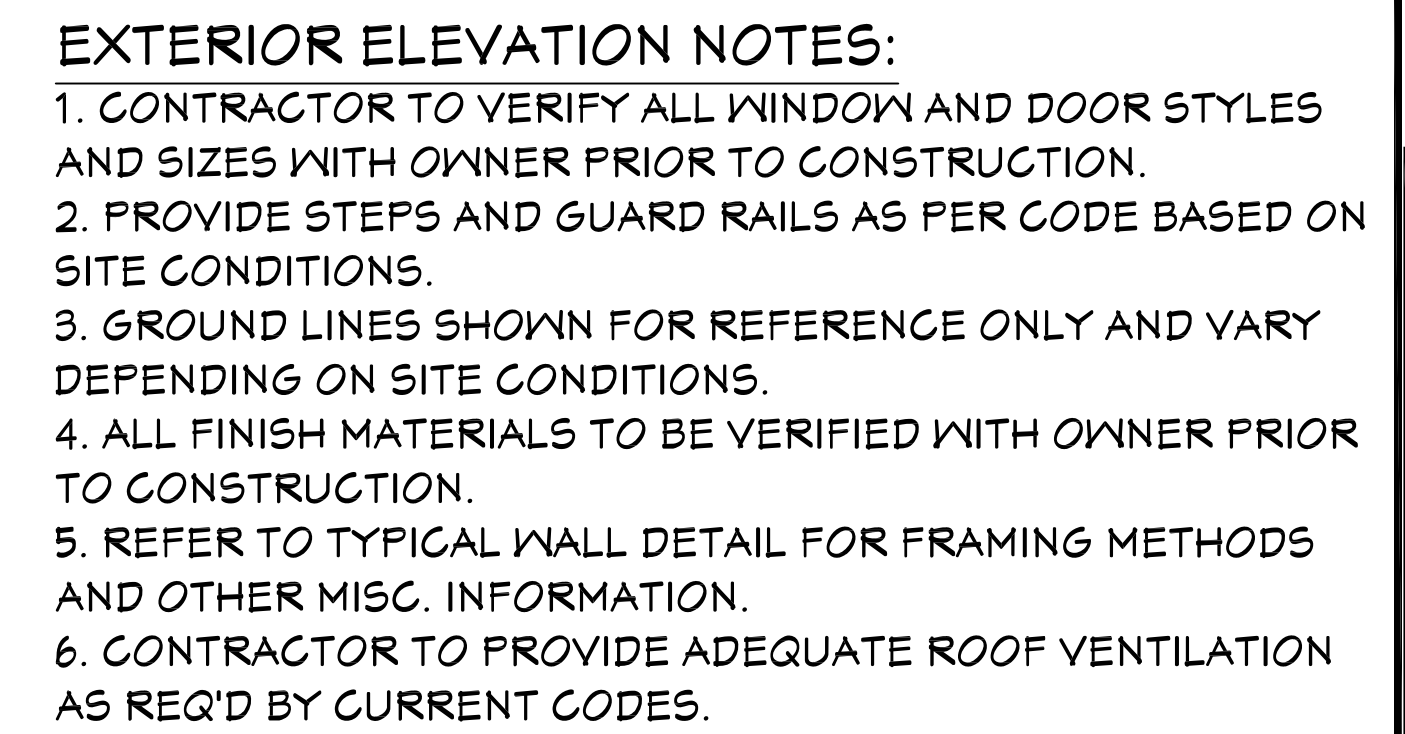 EXTERIOR ELEVATION NOTES:
1. CONTRACTOR TO VERIFY ALL WINDOW AND DOOR STYLES
AND SIZES WITH OWNER PRIOR TO CONSTRUCTION.
2. PROVIDE STEPS AND GUARD RAILS AS PER CODE BASED ON
SITE CONDITIONS.
3. GROUND LINES SHOWN FOR REFERENCE ONLY AND VARY
DEPENDING ON SITE CONDITIONS.
4. ALL FINISH MATERIALS TO BE VERIFIED WITH OWNER PRIOR
TO CONSTRUCTION.
5. REFER TO TYPICAL WALL DETAIL FOR FRAMING METHODS
AND OTHER MISC. INFORMATION.
6. CONTRACTOR TO PROVIDE ADEQUATE ROOF VENTILATION
AS REQ'D BY CURRENT CODES.